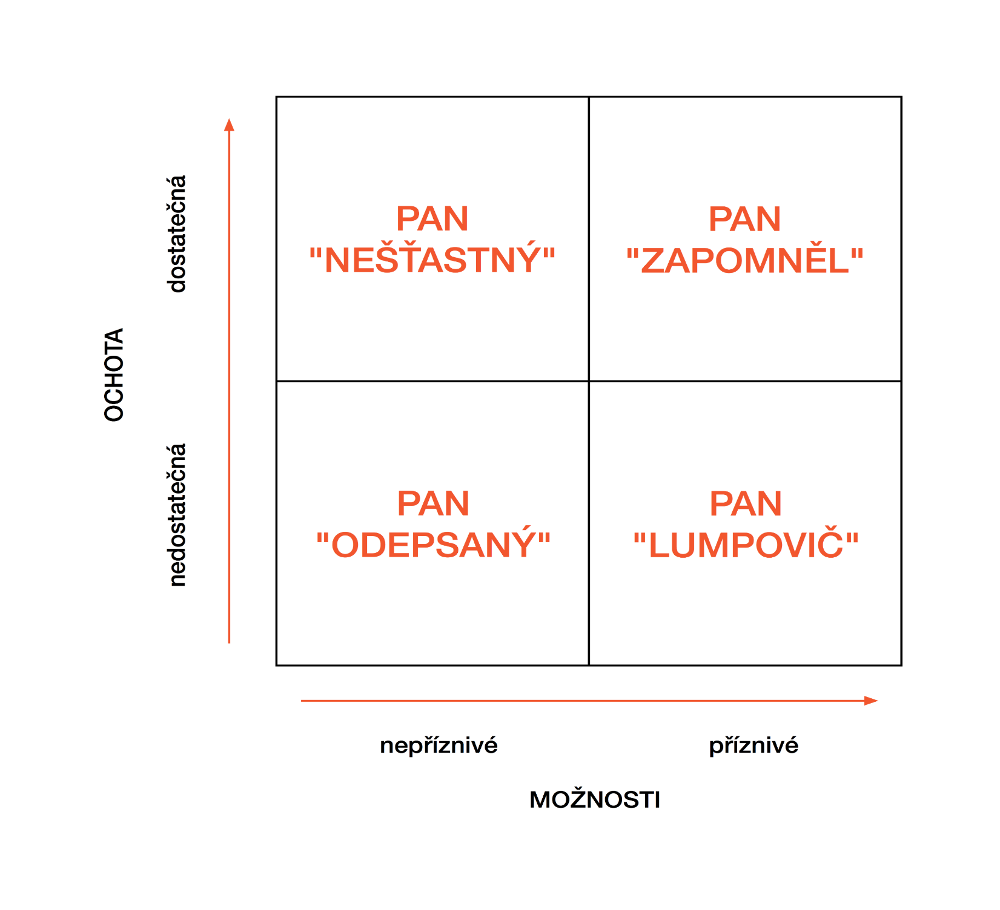 OCHOTA
dostatečná
nedostatečná
PAN
"NEŠŤASTNÝ"
PAN
"ZAPOMNĚL"
PAN
"ODEPSANÝ"
PAN
"LUMPOVIČ"
nepříznivé
příznivé
MOŽNOSTI